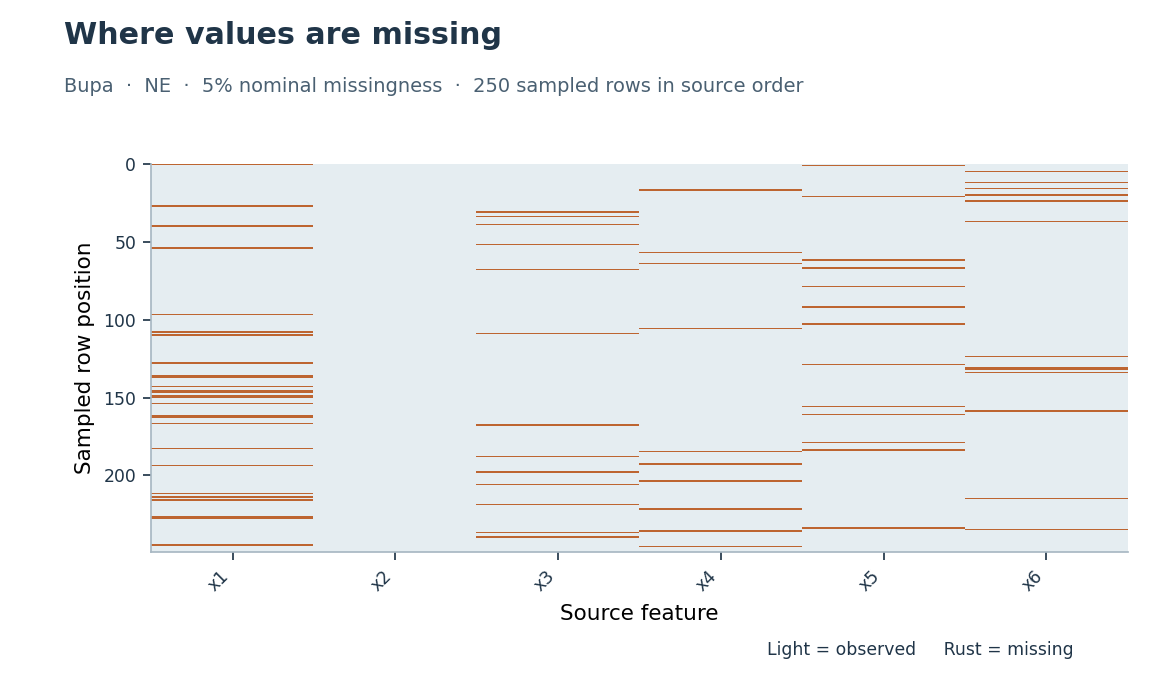 Where values are missing
Bupa · NE · 5% nominal missingness · 250 sampled rows in source order
0
50
100
150
200
Sampled row position
x1 x2 x3 x4 x5 x6
Source feature
Light = observed Rust = missing